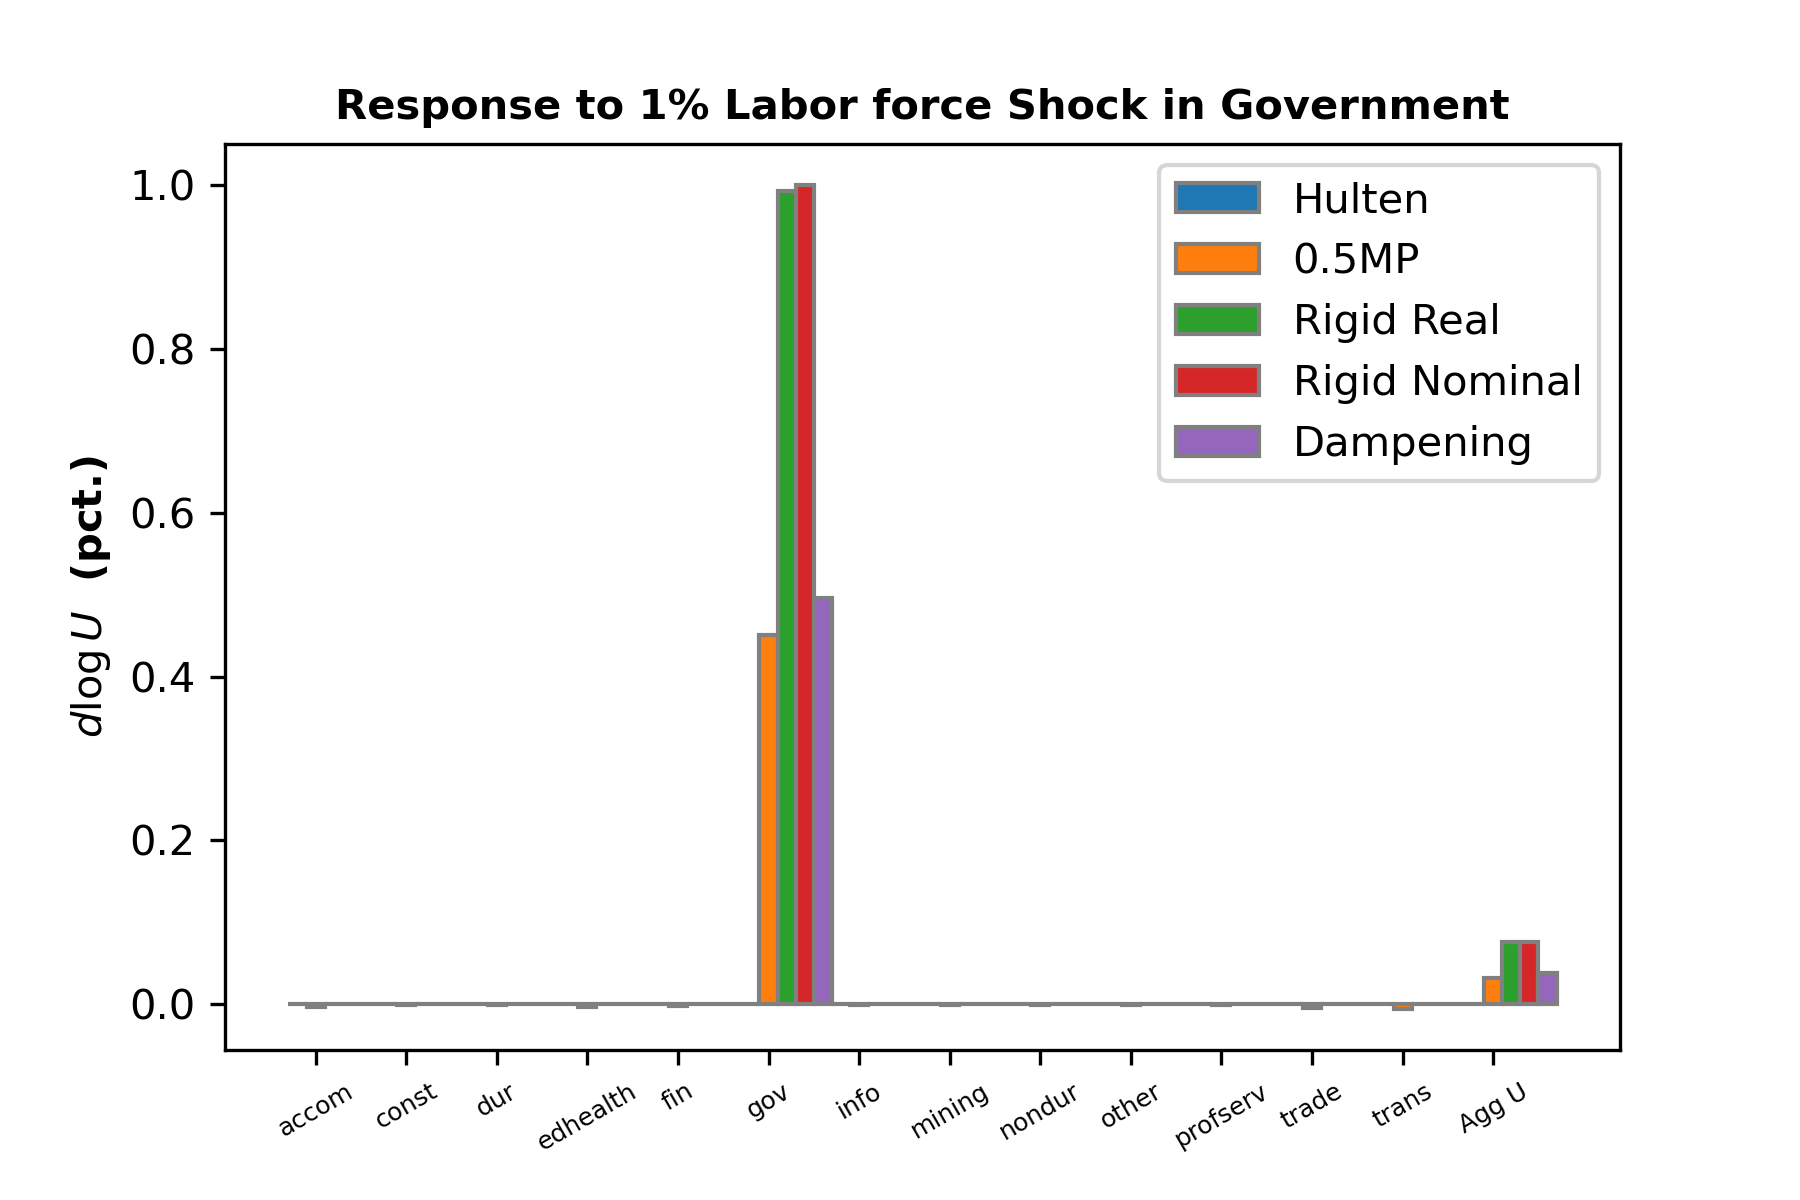 Response to 1% Labor force Shock in Government
dlog U (pct.)
1.0
0.8
0.6
0.4
0.2
0.0
Hulten
0.5MP
Rigid Real
Rigid Nominal
Dampening
accom
const
dur
edhealth
fin
gov
info
mining
nondur
other
profserv
trade
trans
Agg U